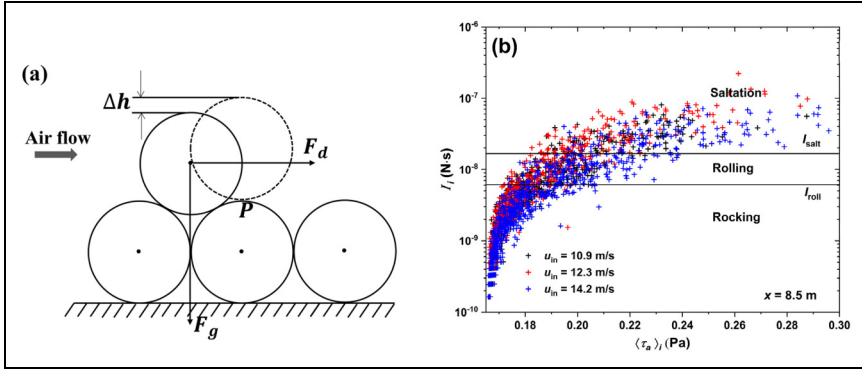 (a)
Δh
Air flow
F_d
P
F_g
(b)
10^-6
10^-7
10^-8
10^-9
10^-10
I_i (N·s)
Saltation
I_salt
Rolling
I_roll
Rocking
u_in = 10.9 m/s
u_in = 12.3 m/s
u_in = 14.2 m/s
x = 8.5 m
0.18 0.20 0.22 0.24 0.26 0.28 0.30
⟨τ_a⟩_i (Pa)